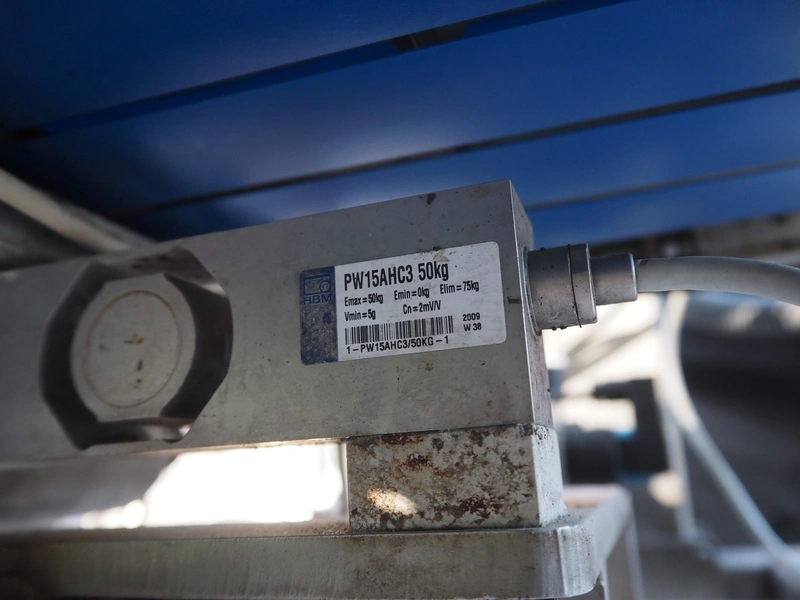 HBM
PW15AHC3 50kg
Emax=50kg Emin=0kg Elim=75kg
Vmin=5g Cn=2mV/V
2009
W 38
1-PW15AHC3/50KG-1